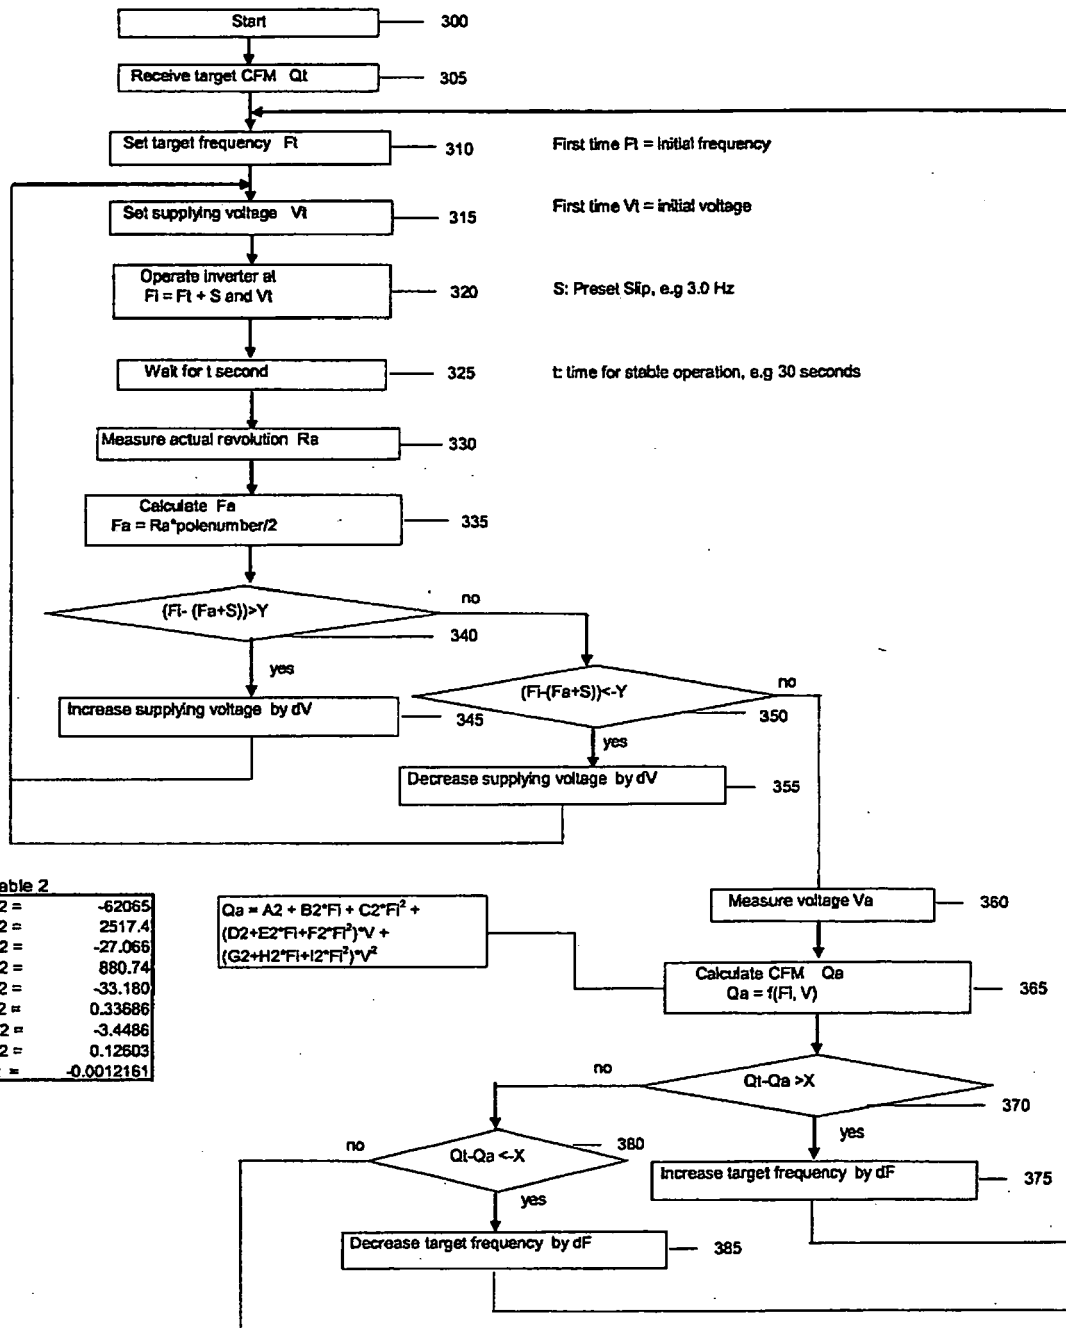 Start
300
Receive target CFM Qt
305
Set target frequency Ft
310
First time Ft = Initial frequency
Set supplying voltage Vt
315
First time Vt = initial voltage
Operate inverter at
Fi = Ft + S and Vt
320
S: Preset Slip, e.g 3.0 Hz
Wait for t second
325
t: time for stable operation, e.g 30 seconds
Measure actual revolution Ra
330
Calculate Fa
Fa = Ra*polenumber/2
335
(Fi- (Fa+S))>Y
no
340
yes
(Fi-(Fa+S))<-Y
no
350
Increase supplying voltage by dV
345
yes
Decrease supplying voltage by dV
355
able 2
2 = -62065
2 = 2517.4
2 = -27.066
2 = 880.74
2 = -33.180
2 = 0.33686
2 = -3.4486
2 = 0.12603
= -0.0012161
Qa = A2 + B2*Fi + C2*Fi² +
(D2+E2*Fi+F2*Fi²)*V +
(G2+H2*Fi+I2*Fi²)*V²
Measure voltage Va
360
Calculate CFM Qa
Qa = f(Fi, V)
365
Qt-Qa >X
no
370
yes
Qt-Qa <-X
no
380
yes
Increase target frequency by dF
375
Decrease target frequency by dF
385